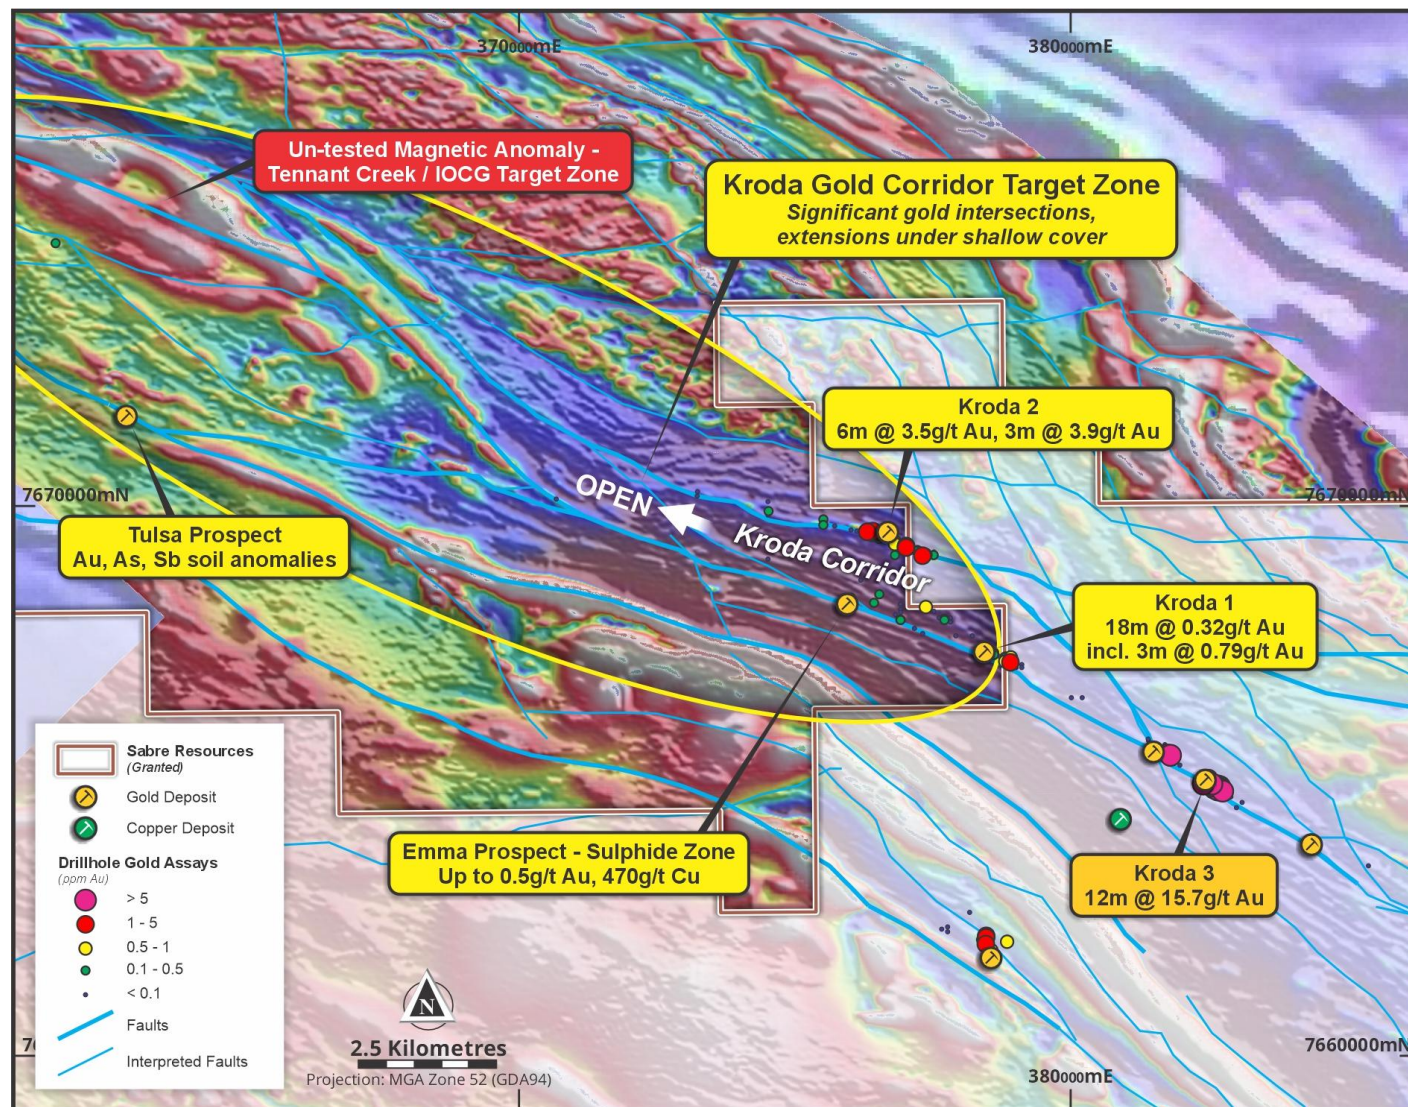 370000mE
380000mE
Un-tested Magnetic Anomaly -
Tennant Creek / IOCG Target Zone
Kroda Gold Corridor Target Zone
Significant gold intersections,
extensions under shallow cover
Kroda 2
6m @ 3.5g/t Au, 3m @ 3.9g/t Au
7670000mN
7670000mN
OPEN
Kroda Corridor
Tulsa Prospect
Au, As, Sb soil anomalies
Kroda 1
18m @ 0.32g/t Au
incl. 3m @ 0.79g/t Au
Emma Prospect - Sulphide Zone
Up to 0.5g/t Au, 470g/t Cu
Kroda 3
12m @ 15.7g/t Au
Sabre Resources
(Granted)
Gold Deposit
Copper Deposit
Drillhole Gold Assays
(ppm Au)
> 5
1 - 5
0.5 - 1
0.1 - 0.5
< 0.1
Faults
Interpreted Faults
N
2.5 Kilometres
Projection: MGA Zone 52 (GDA94)
7660000mN
380000mE